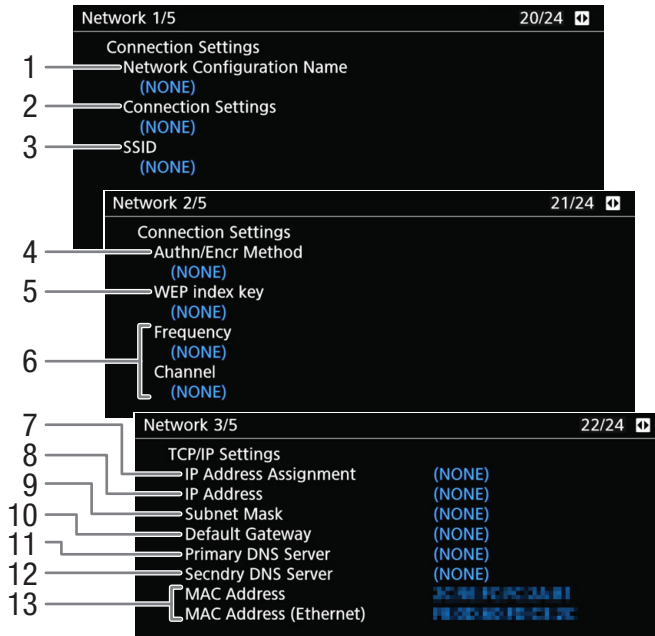 Network 1/5 20/24
Connection Settings
1 Network Configuration Name
(NONE)
2 Connection Settings
(NONE)
3 SSID
(NONE)
Network 2/5 21/24
Connection Settings
4 Authn/Encr Method
(NONE)
5 WEP index key
(NONE)
6 Frequency
(NONE)
Channel
(NONE)
Network 3/5 22/24
TCP/IP Settings
7 IP Address Assignment (NONE)
8 IP Address (NONE)
9 Subnet Mask (NONE)
10 Default Gateway (NONE)
11 Primary DNS Server (NONE)
12 Secndry DNS Server (NONE)
13 MAC Address
MAC Address (Ethernet)